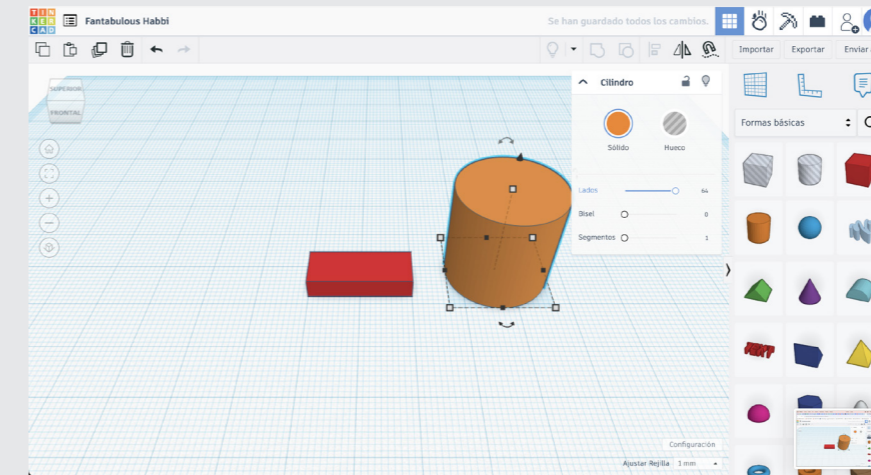 TIN
KER
CAD
Fantabulous Habbi
Se han guardado todos los cambios.
Importar
Exportar
Enviar a
SUPERIOR
FRONTAL
Cilindro
Sólido
Hueco
Lados
64
Bisel
0
Segmentos
1
Formas básicas
Configuración
Ajustar Rejilla
1 mm